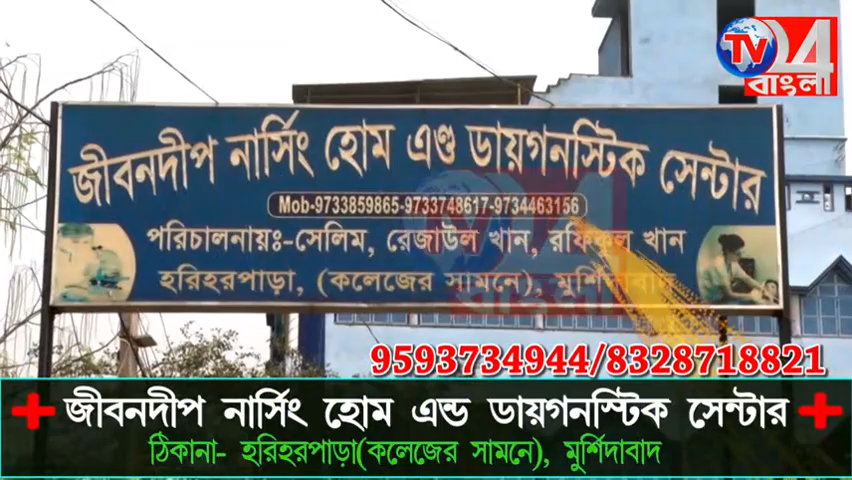 TV 24
বাংলা
জীবনদীপ নার্সিং হোম এণ্ড ডায়গনস্টিক সেন্টার
Mob-9733859865-9733748617-9734463156
পরিচালনায়ঃ-সেলিম, রেজাউল খান, রফিকুল খান
হরিহরপাড়া, (কলেজের সামনে), মুর্শিদাবাদ
9593734944/8328718821
জীবনদীপ নার্সিং হোম এন্ড ডায়গনস্টিক সেন্টার
ঠিকানা- হরিহরপাড়া(কলেজের সামনে), মুর্শিদাবাদ